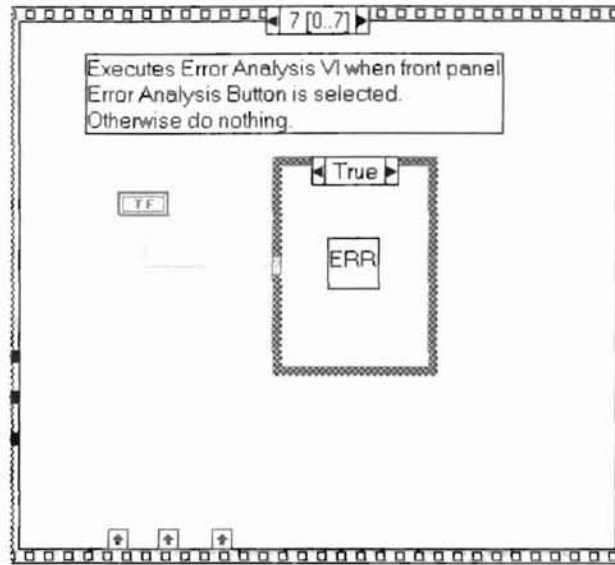 7 [0..7]
Executes Error Analysis VI when front panel
Error Analysis Button is selected.
Otherwise do nothing.
True
TF
ERR